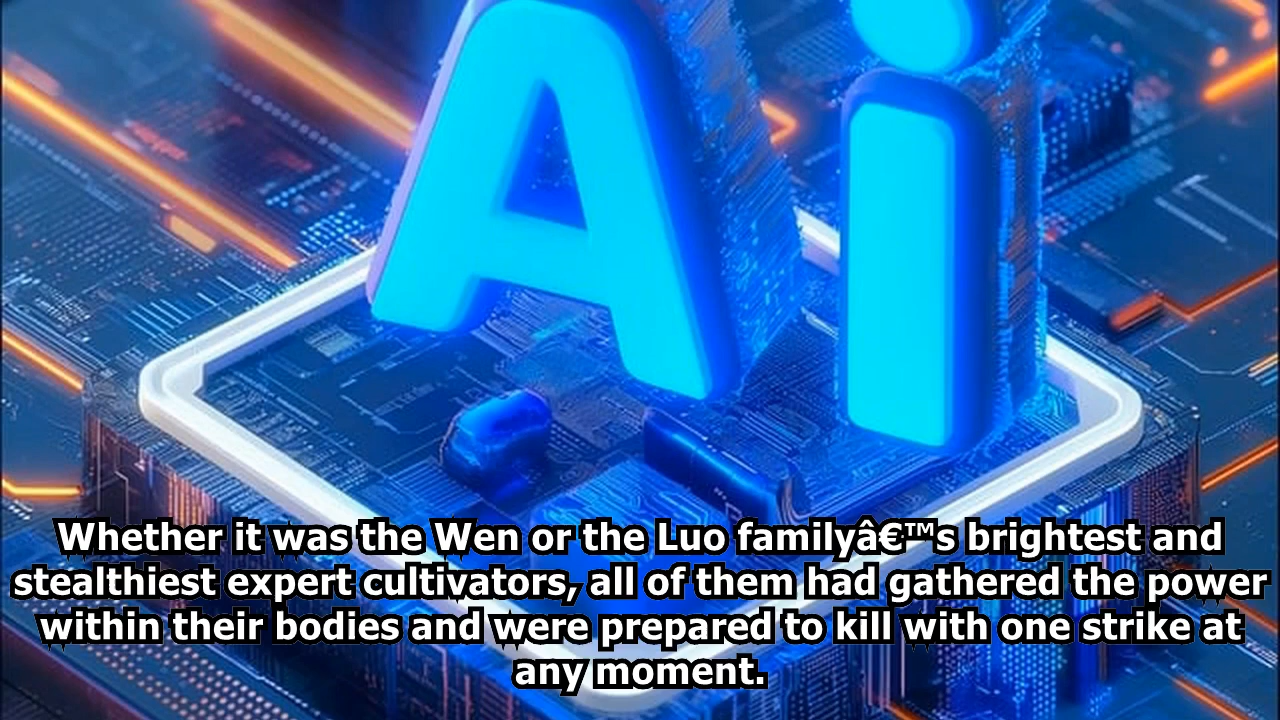 Ai
Whether it was the Wen or the Luo familyâ€™s brightest and
stealthiest expert cultivators, all of them had gathered the power
within their bodies and were prepared to kill with one strike at
any moment.